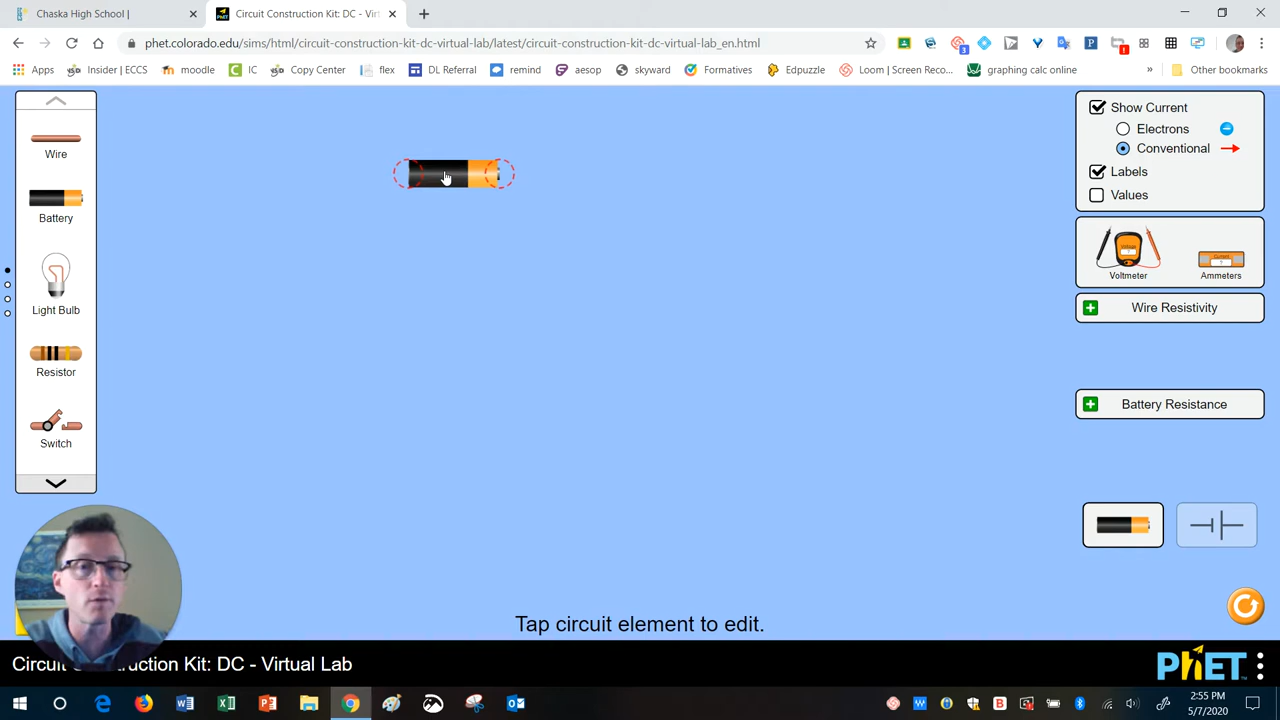 Chaska High School |
Circuit Construction Kit: DC - Virt
phet.colorado.edu/sims/html/circuit-construction-kit-dc-virtual-lab/latest/circuit-construction-kit-dc-virtual-lab_en.html
Apps
Insider | ECCS
moodle
IC
Copy Center
flex
DL Referral
remind
aesop
skyward
Formatives
Edpuzzle
Loom | Screen Reco...
graphing calc online
»
Other bookmarks
Wire
Battery
Light Bulb
Resistor
Switch
Show Current
Electrons
Conventional
Labels
Values
Voltage
?
Voltmeter
Current
?
Ammeters
Wire Resistivity
Battery Resistance
Tap circuit element to edit.
Circuit Construction Kit: DC - Virtual Lab
PhET
2:55 PM
5/7/2020